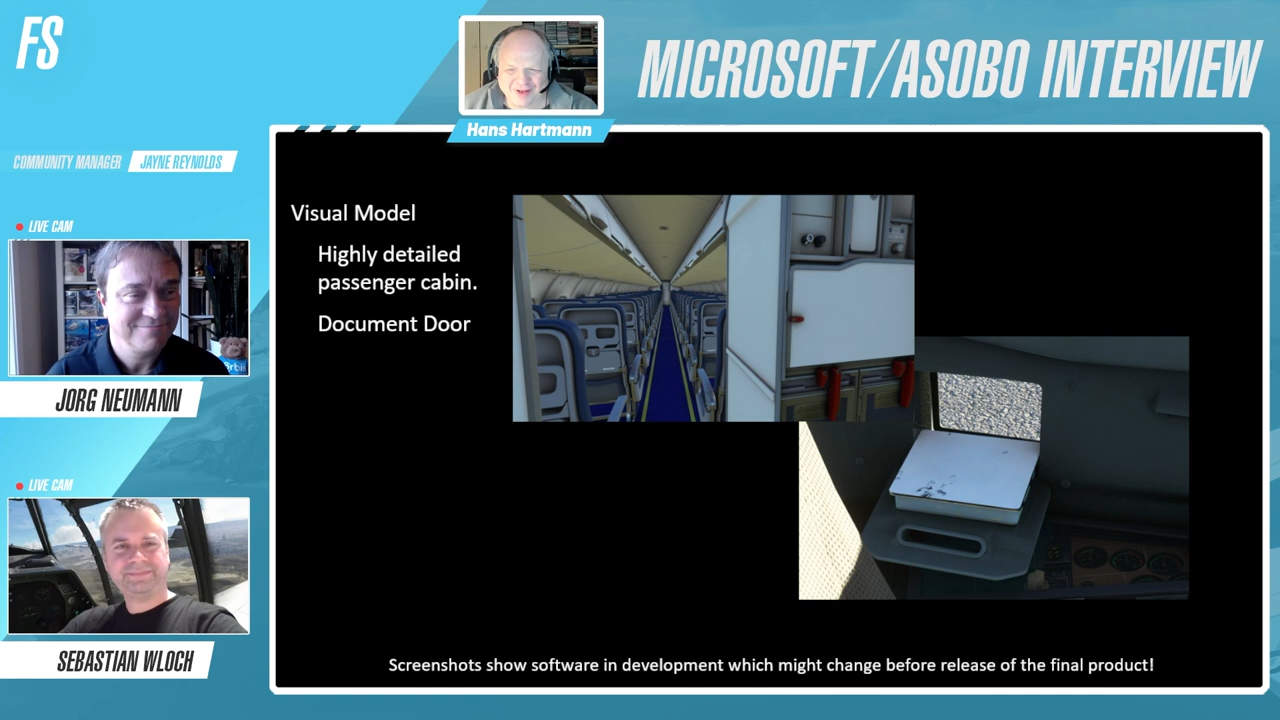 FS
MICROSOFT/ASOBO INTERVIEW
Hans Hartmann
COMMUNITY MANAGER JAYNE REYNOLDS
LIVE CAM
JORG NEUMANN
LIVE CAM
SEBASTIAN WLOCH
Visual Model
Highly detailed
passenger cabin.
Document Door
Screenshots show software in development which might change before release of the final product!